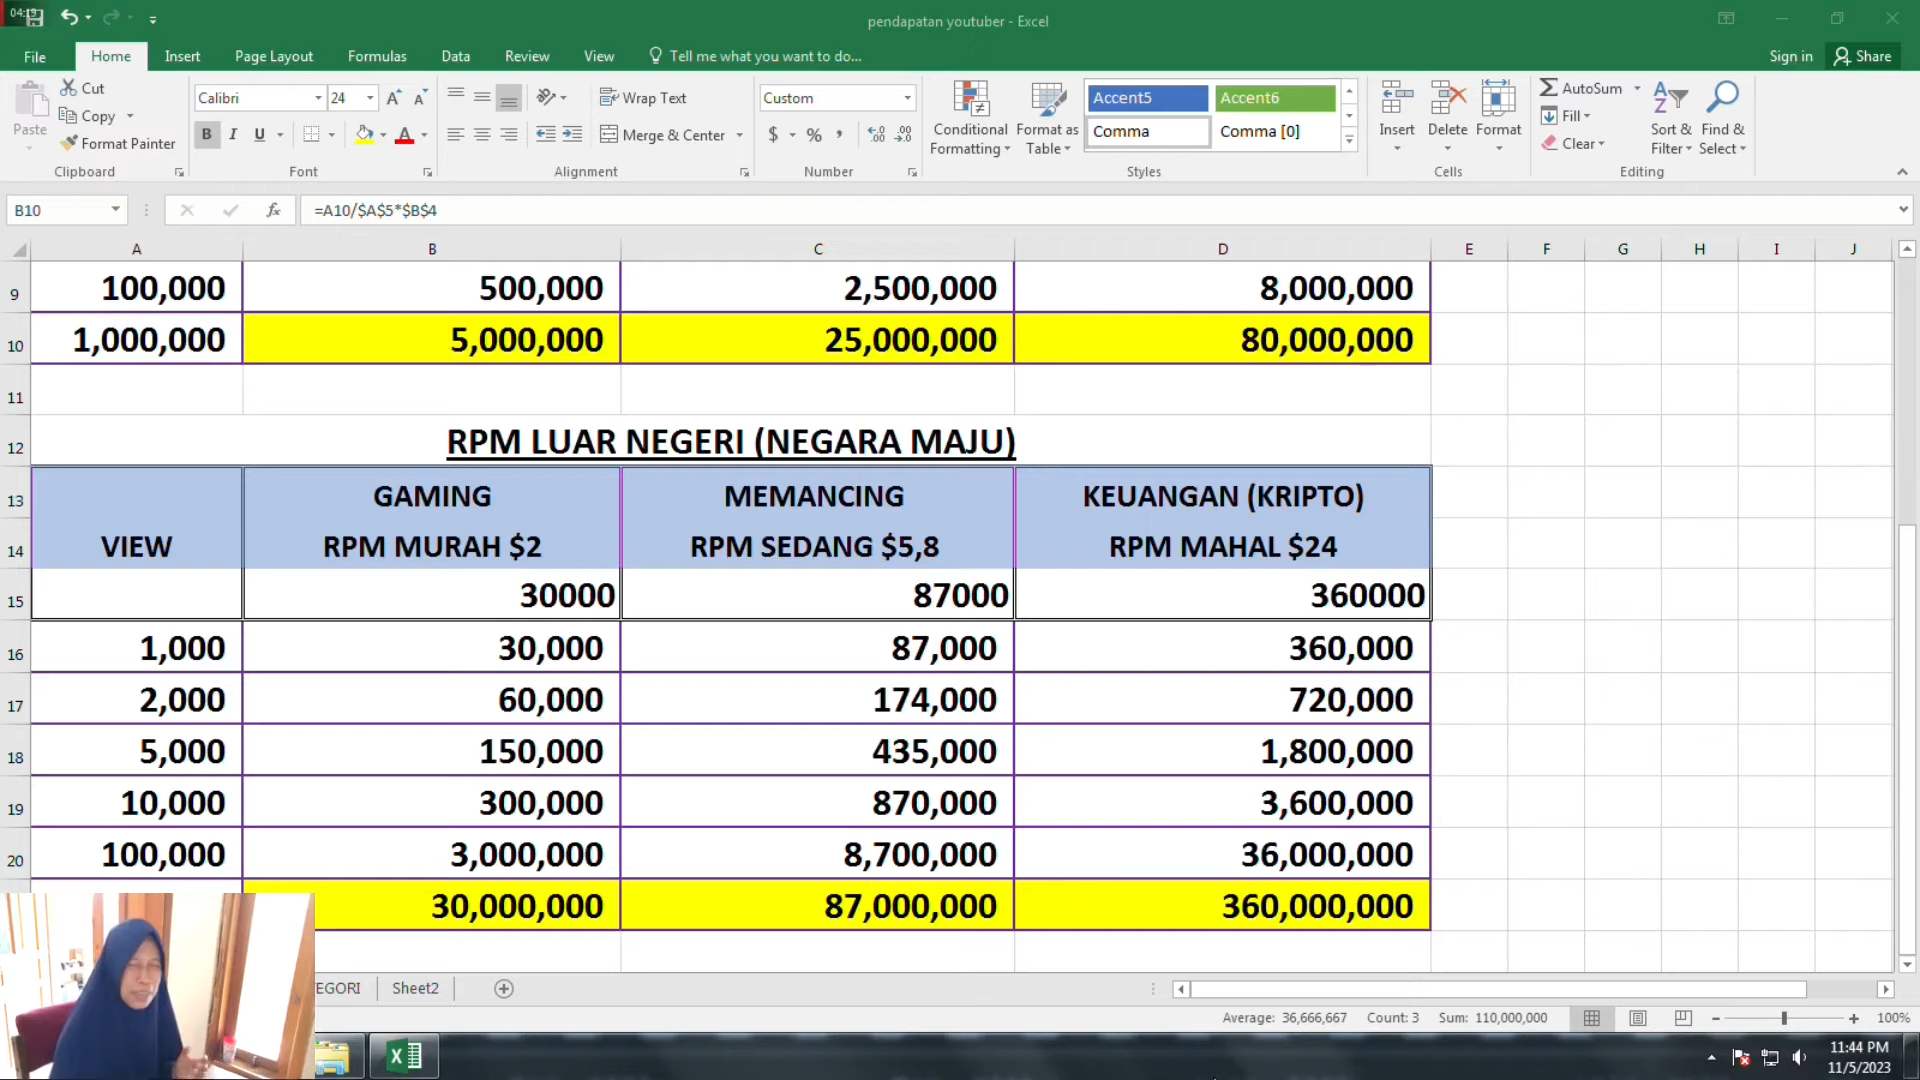 04:19
pendapatan youtuber - Excel
File Home Insert Page Layout Formulas Data Review View Tell me what you want to do... Sign in Share
Paste
Cut
Copy
Format Painter
Clipboard
Calibri 24
B I U
Font
Wrap Text
Merge & Center
Alignment
Custom
$ % ,
Number
Conditional Formatting
Format as Table
Accent5 Accent6
Comma Comma [0]
Styles
Insert Delete Format
Cells
AutoSum
Fill
Clear
Sort & Filter
Find & Select
Editing
B10 fx =A10/$A$5*$B$4
A B C D E F G H I J
9 100,000 500,000 2,500,000 8,000,000
10 1,000,000 5,000,000 25,000,000 80,000,000
11
12 RPM LUAR NEGERI (NEGARA MAJU)
13 GAMING MEMANCING KEUANGAN (KRIPTO)
14 VIEW RPM MURAH $2 RPM SEDANG $5,8 RPM MAHAL $24
15 30000 87000 360000
16 1,000 30,000 87,000 360,000
17 2,000 60,000 174,000 720,000
18 5,000 150,000 435,000 1,800,000
19 10,000 300,000 870,000 3,600,000
20 100,000 3,000,000 8,700,000 36,000,000
30,000,000 87,000,000 360,000,000
EGORI Sheet2
Average: 36,666,667 Count: 3 Sum: 110,000,000 100%
11:44 PM
11/5/2023